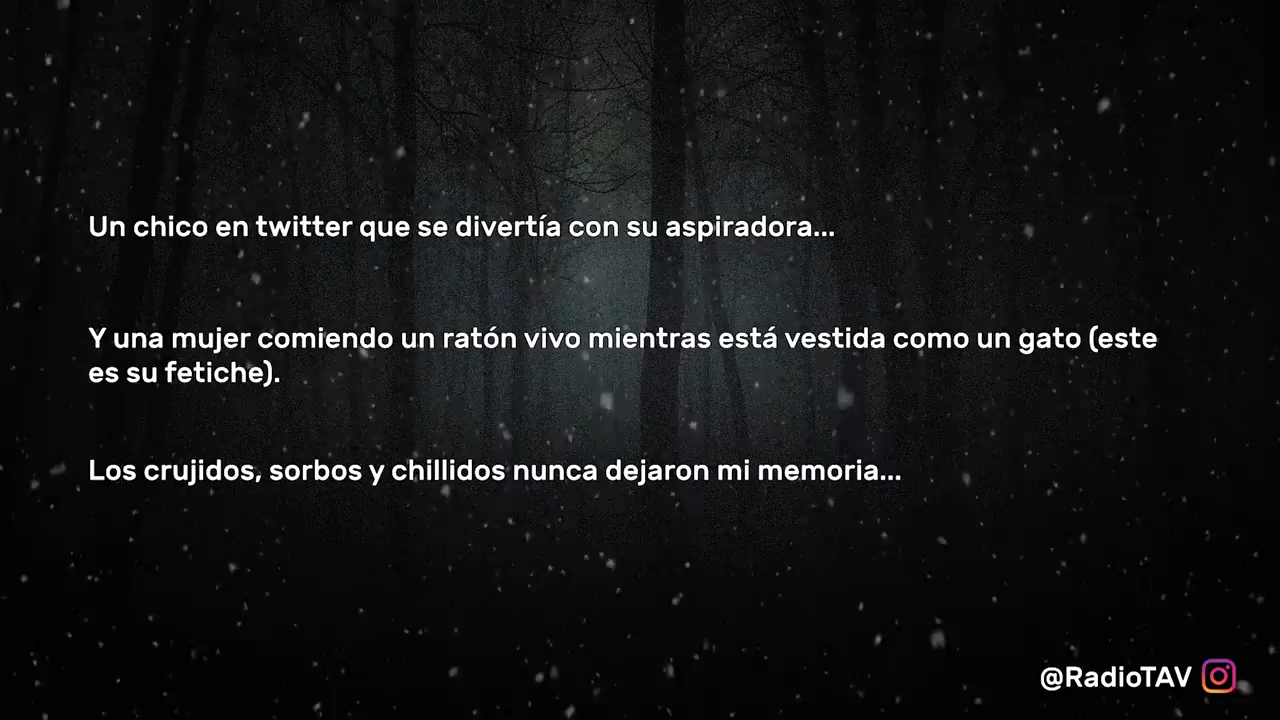 Un chico en twitter que se divertía con su aspiradora...
Y una mujer comiendo un ratón vivo mientras está vestida como un gato (este
es su fetiche).
Los crujidos, sorbos y chillidos nunca dejaron mi memoria...
@RadioTAV